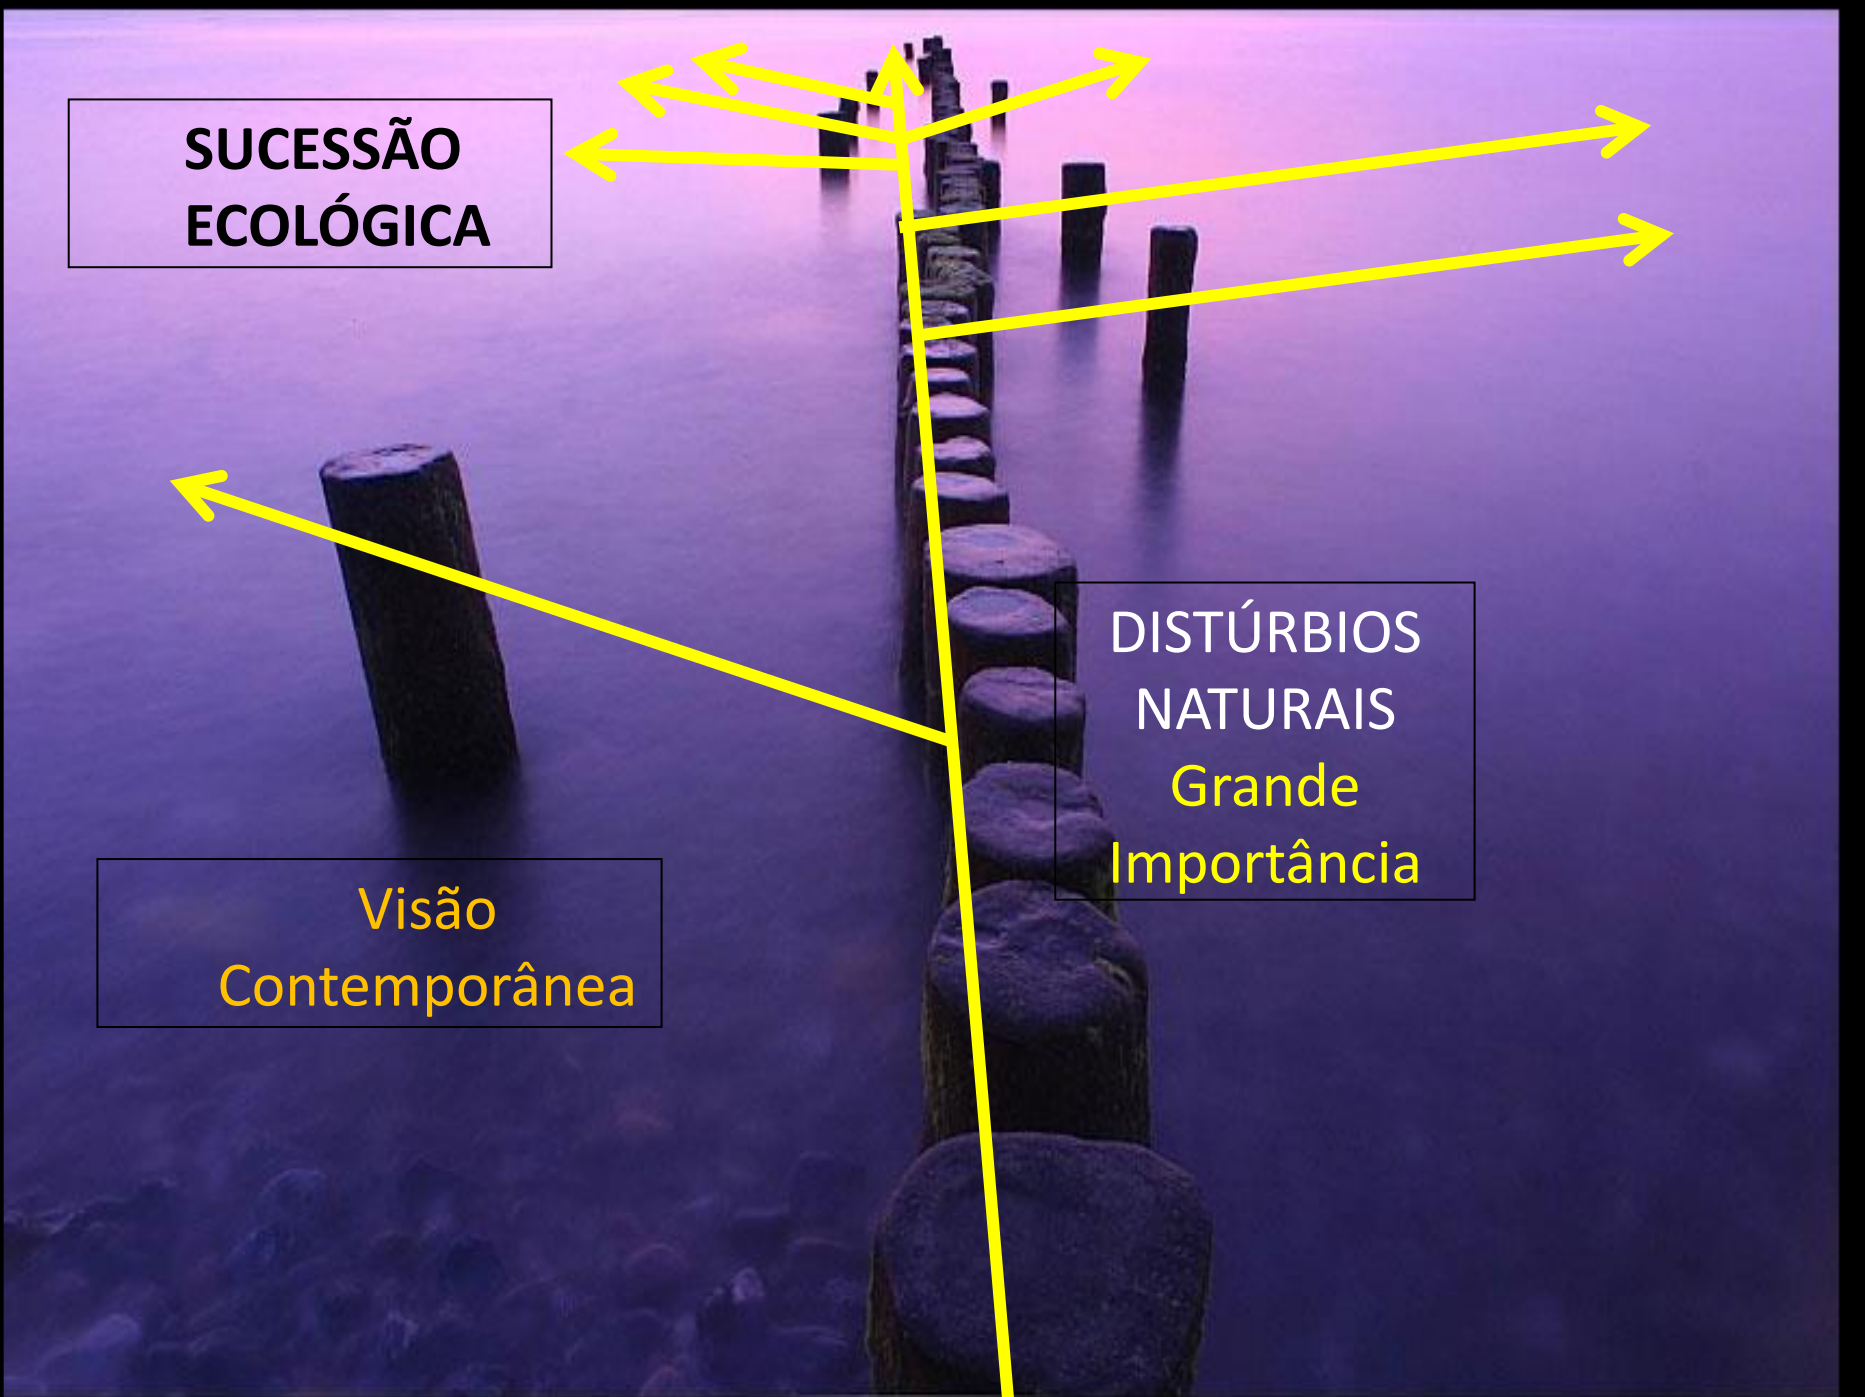 SUCESSÃO
ECOLÓGICA
DISTÚRBIOS
NATURAIS
Grande
Importância
Visão
Contemporânea